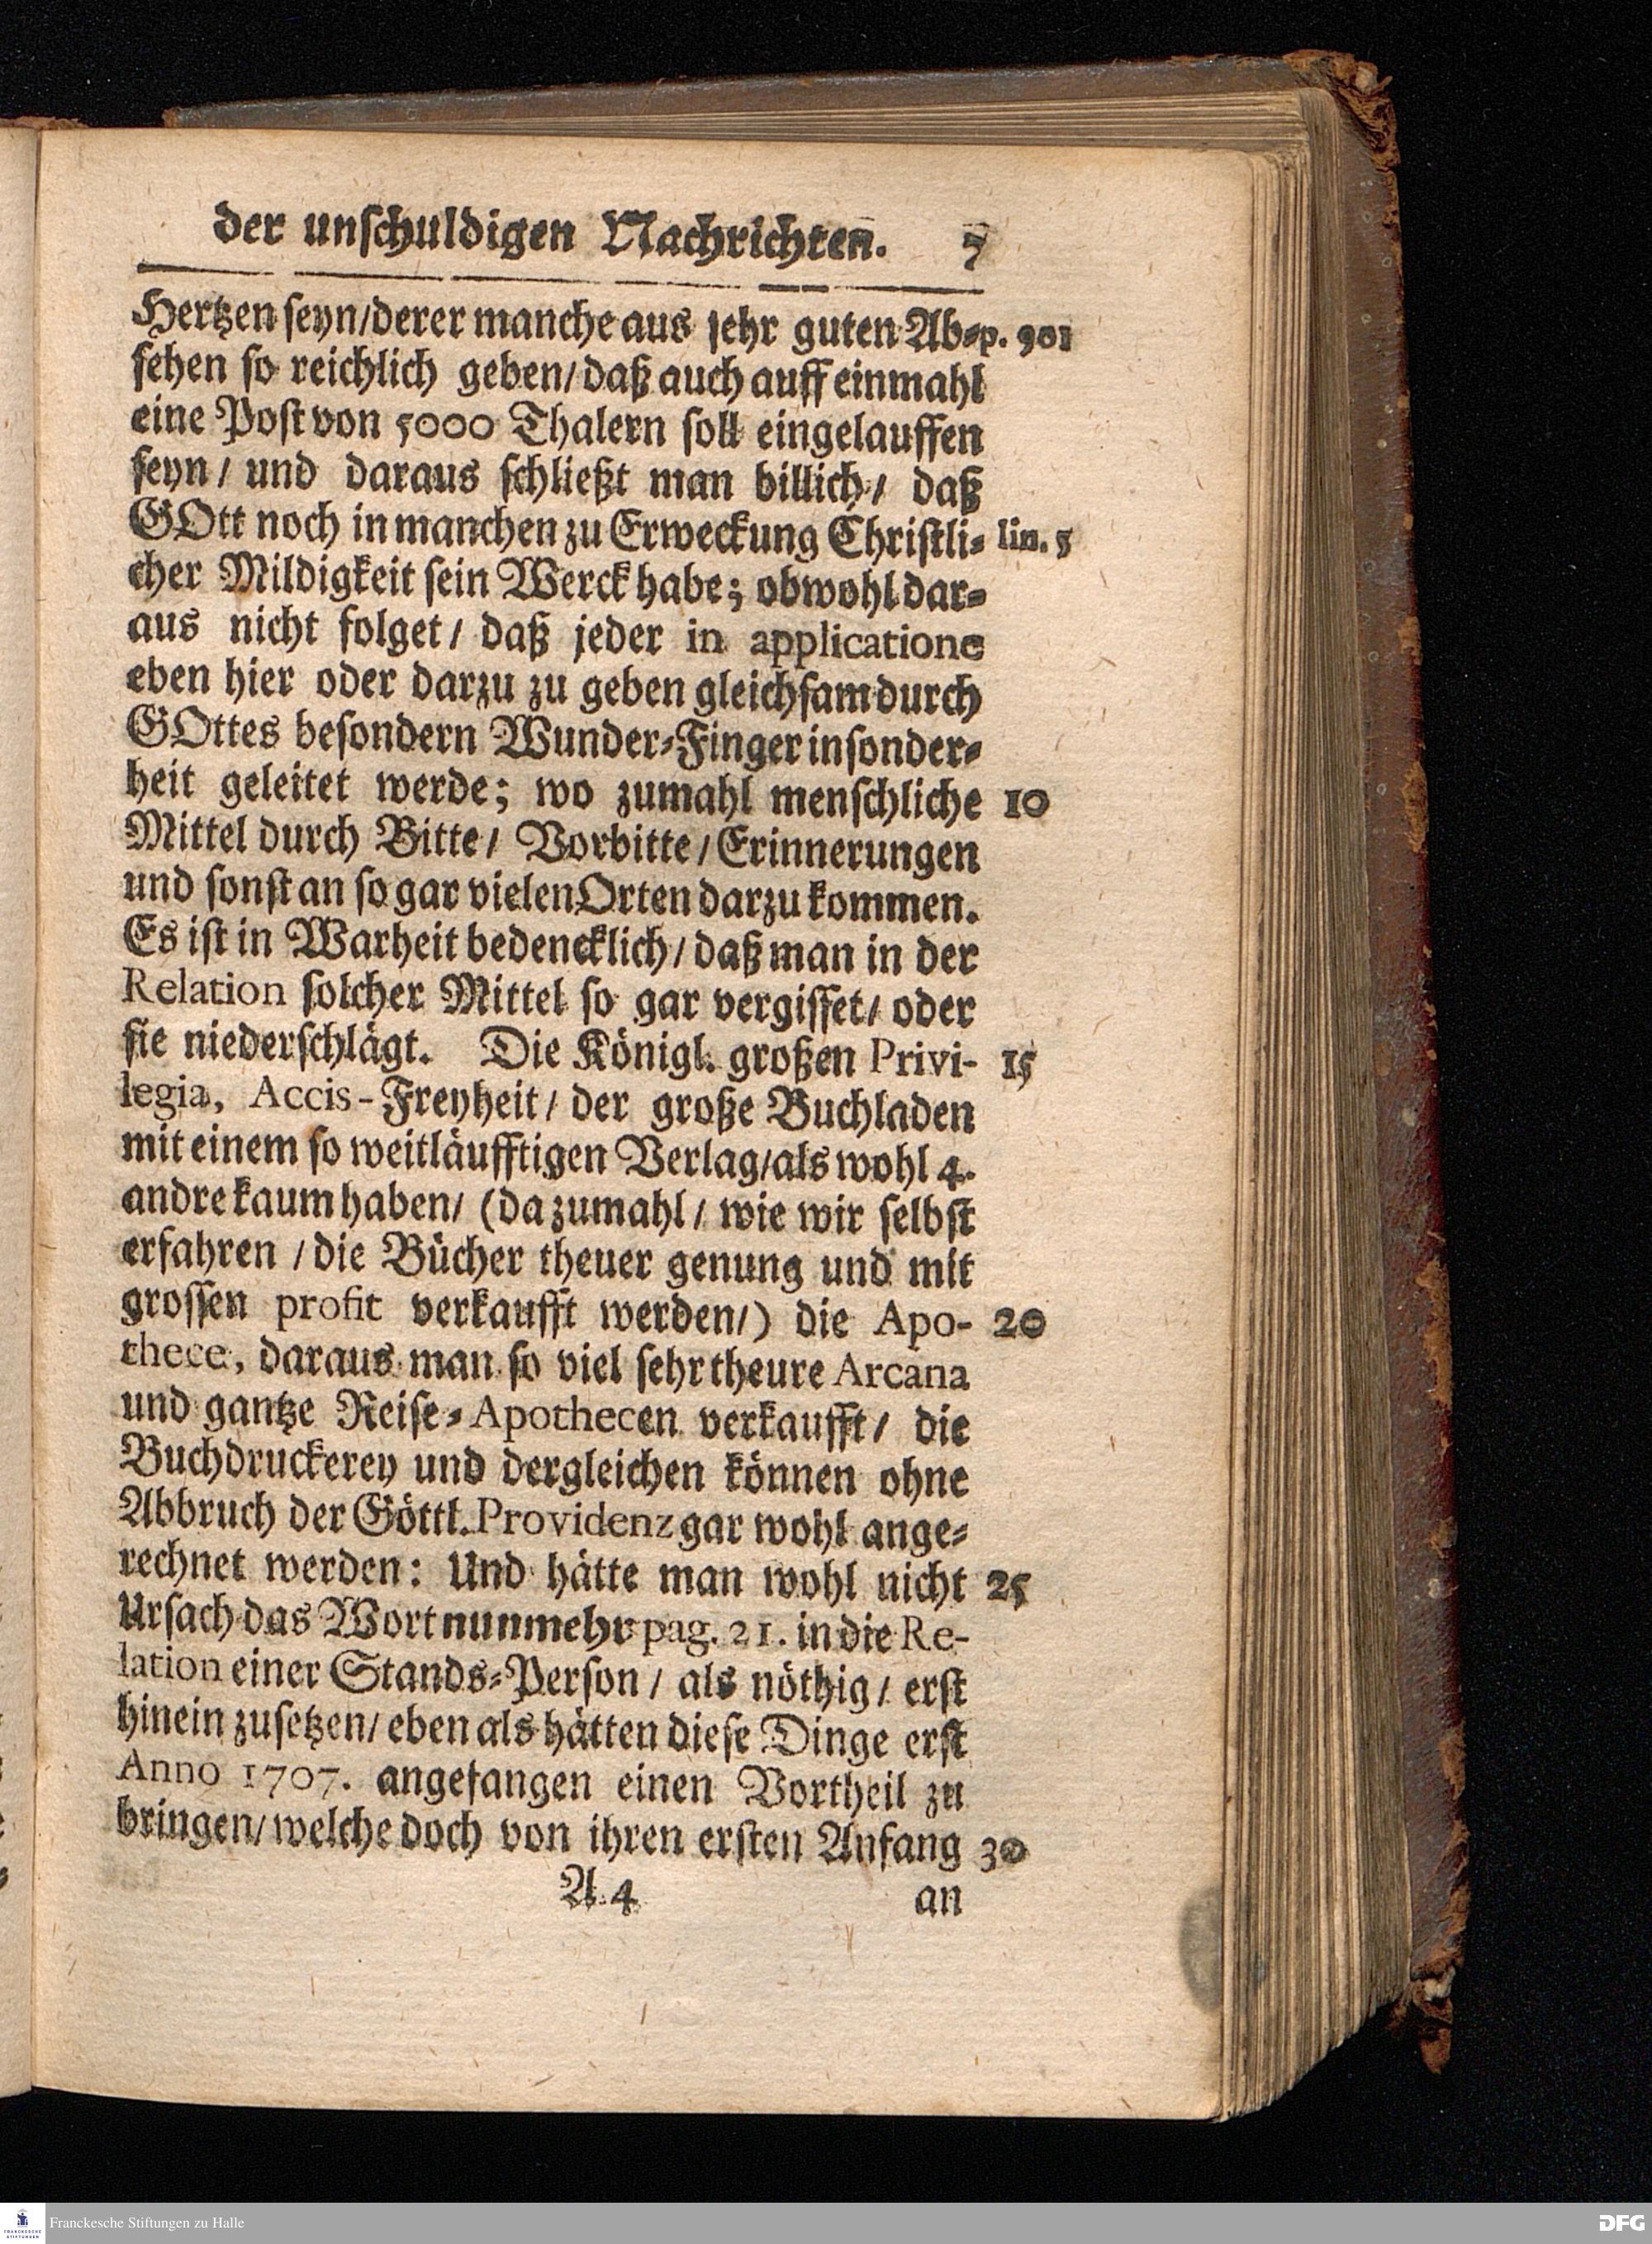 der unſchuldigen Nachrichten. 7
Hertzen ſeyn/derer manche aus ſehr guten Ab⸗ p. 901
ſehen ſo reichlich geben/ daß auch auff einmahl
eine Poſt von 5000 Thalern ſoll eingelauffen
ſeyn/ und daraus ſchließt man billich/ daß
GOtt noch in manchen zu Erweckung Chriſtli⸗ lin. 5
cher Mildigkeit ſein Werck habe; obwohl dar⸗
aus nicht folget/ daß jeder in applicatione
eben hier oder darzu zu geben gleichſam durch
GOttes beſondern Wunder⸗Finger inſonder⸗
heit geleitet werde; wo zumahl menſchliche 10
Mittel durch Bitte/ Vorbitte/ Erinnerungen
und ſonſt an ſo gar vielen Orten darzu kommen.
Es iſt in Warheit bedencklich/ daß man in der
Relation ſolcher Mittel ſo gar vergiſſet/ oder
ſie niederſchlägt. Die Königl. großen Privi- 15
legia, Accis-Freyheit/ der große Buchladen
mit einem ſo weitläufftigen Verlag/als wohl 4.
andre kaum haben/ (da zumahl/ wie wir ſelbſt
erfahren /die Bücher theuer genung und mit
groſſen profit verkaufft werden/) die Apo- 20
thece, daraus man ſo viel ſehr theure Arcana
und gantze Reiſe⸗Apothecen verkaufft/ die
Buchdruckerey und dergleichen können ohne
Abbruch der Göttl. Providenz gar wohl ange⸗
rechnet werden: Und hätte man wohl nicht 25
Urſach das Wort nunmehr pag. 21. in die Re-
lation einer Stands⸗Perſon/ als nöthig/ erſt
hinein zuſetzen/ eben als hätten dieſe Dinge erſt
Anno 1707. angefangen einen Vortheil zu
bringen/ welche doch von ihren erſten Anfang 30
A 4 an
Franckesche Stiftungen zu Halle
FRANCKESCHE
STIFTUNGEN
DFG